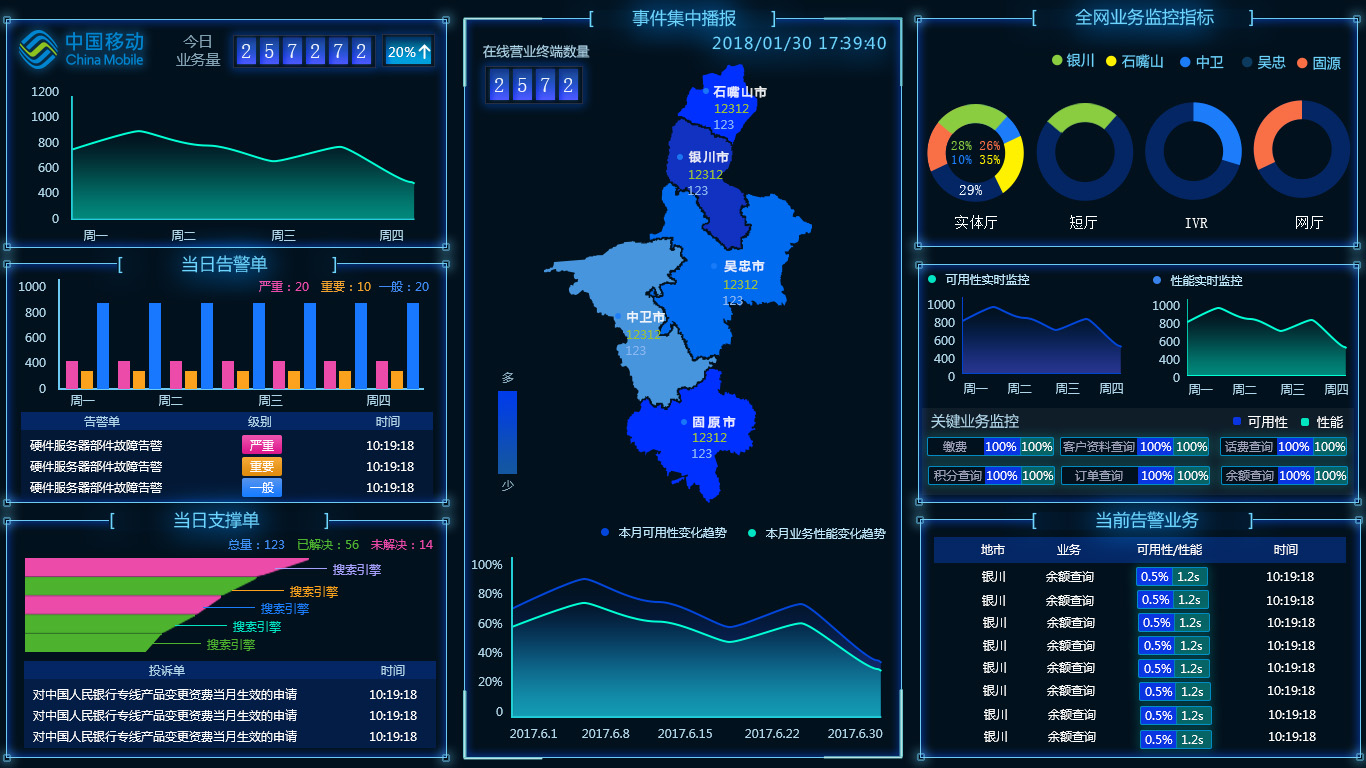 中国移动
China Mobile
今日
业务量
2 5 7 2 7 2
20%
1200
1000
800
600
400
0
周一 周二 周三 周四
当日告警单
严重：20 重要：10 一般：20
1000
800
600
400
0
周一 周二 周三 周四
告警单 级别 时间
硬件服务器部件故障告警 严重 10:19:18
硬件服务器部件故障告警 重要 10:19:18
硬件服务器部件故障告警 一般 10:19:18
当日支撑单
总量：123 已解决：56 未解决：14
搜索引擎
搜索引擎
搜索引擎
搜索引擎
搜索引擎
投诉单 时间
对中国人民银行专线产品变更资费当月生效的申请 10:19:18
对中国人民银行专线产品变更资费当月生效的申请 10:19:18
对中国人民银行专线产品变更资费当月生效的申请 10:19:18
事件集中播报
2018/01/30 17:39:40
在线营业终端数量
2 5 7 2
石嘴山市
12312
123
银川市
12312
123
吴忠市
12312
123
中卫市
12312
123
固原市
12312
123
多
少
本月可用性变化趋势 本月业务性能变化趋势
100%
80%
60%
40%
20%
0
2017.6.1 2017.6.8 2017.6.15 2017.6.22 2017.6.30
全网业务监控指标
银川 石嘴山 中卫 吴忠 固源
28% 26%
10% 35%
29%
实体厅 短厅 IVR 网厅
可用性实时监控
1000
800
600
400
0
周一 周二 周三 周四
性能实时监控
1000
800
600
400
0
周一 周二 周三 周四
关键业务监控 可用性 性能
缴费 100% 100% 客户资料查询 100% 100% 话费查询 100% 100%
积分查询 100% 100% 订单查询 100% 100% 余额查询 100% 100%
当前告警业务
地市 业务 可用性/性能 时间
银川 余额查询 0.5% 1.2s 10:19:18
银川 余额查询 0.5% 1.2s 10:19:18
银川 余额查询 0.5% 1.2s 10:19:18
银川 余额查询 0.5% 1.2s 10:19:18
银川 余额查询 0.5% 1.2s 10:19:18
银川 余额查询 0.5% 1.2s 10:19:18
银川 余额查询 0.5% 1.2s 10:19:18
银川 余额查询 0.5% 1.2s 10:19:18